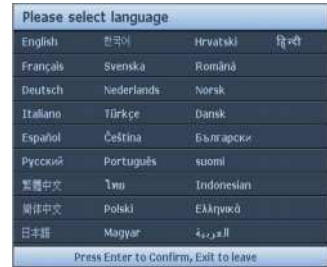 Please select language
English 한국어 Hrvatski हिन्दी
Français Svenska Română
Deutsch Nederlands Norsk
Italiano Türkçe Dansk
Español Čeština Български
Русский Português suomi
繁體中文 ไทย Indonesian
简体中文 Polski Ελληνικά
日本語 Magyar العربية
Press Enter to Confirm, Exit to leave